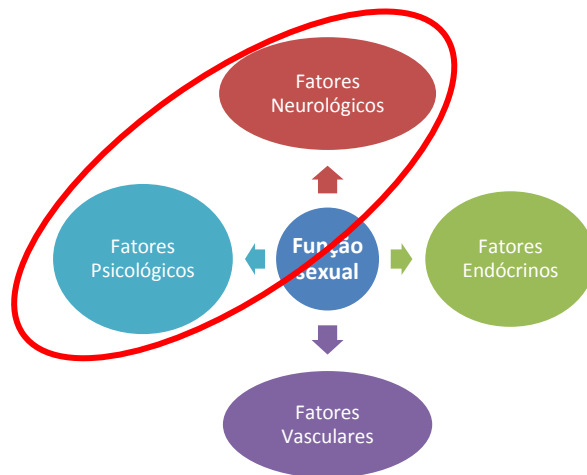 Fatores
Neurológicos
Fatores
Psicológicos
Função
sexual
Fatores
Endócrinos
Fatores
Vasculares